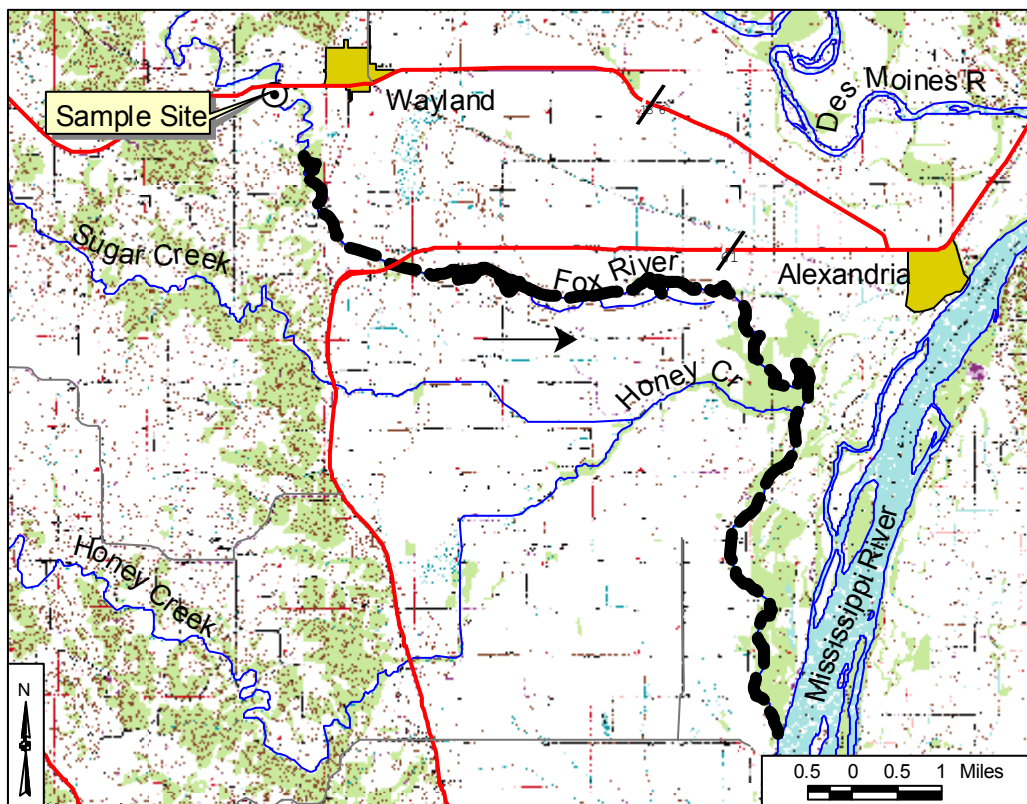 Des Moines R
Wayland
Sample Site
Sugar Creek
Fox River
Alexandria
Honey Cr
Honey Creek
Mississippi River
N
0.5 0 0.5 1 Miles